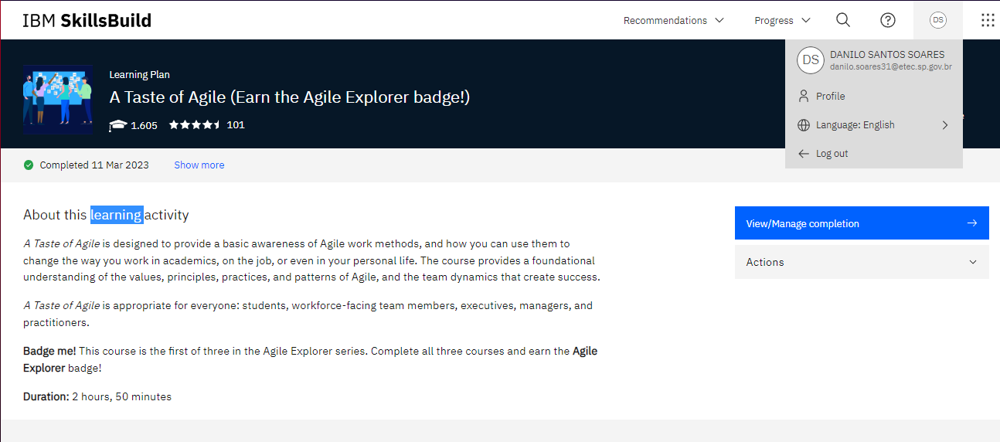 IBM SkillsBuild
Recommendations
Progress
DS
DS
DANILO SANTOS SOARES
danilo.soares31@etec.sp.gov.br
Profile
Language: English
Log out
Learning Plan
A Taste of Agile (Earn the Agile Explorer badge!)
1.605
101
Completed 11 Mar 2023
Show more
About this learning activity
A Taste of Agile is designed to provide a basic awareness of Agile work methods, and how you can use them to
change the way you work in academics, on the job, or even in your personal life. The course provides a foundational
understanding of the values, principles, practices, and patterns of Agile, and the team dynamics that create success.
A Taste of Agile is appropriate for everyone: students, workforce-facing team members, executives, managers, and
practitioners.
Badge me! This course is the first of three in the Agile Explorer series. Complete all three courses and earn the Agile
Explorer badge!
Duration: 2 hours, 50 minutes
View/Manage completion
Actions